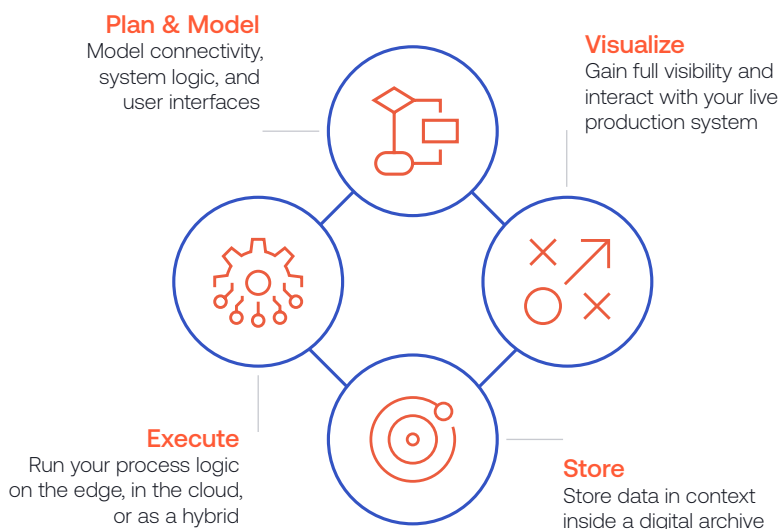 Plan & Model
Model connectivity,
system logic, and
user interfaces
Visualize
Gain full visibility and
interact with your live
production system
Execute
Run your process logic
on the edge, in the cloud,
or as a hybrid
Store
Store data in context
inside a digital archive